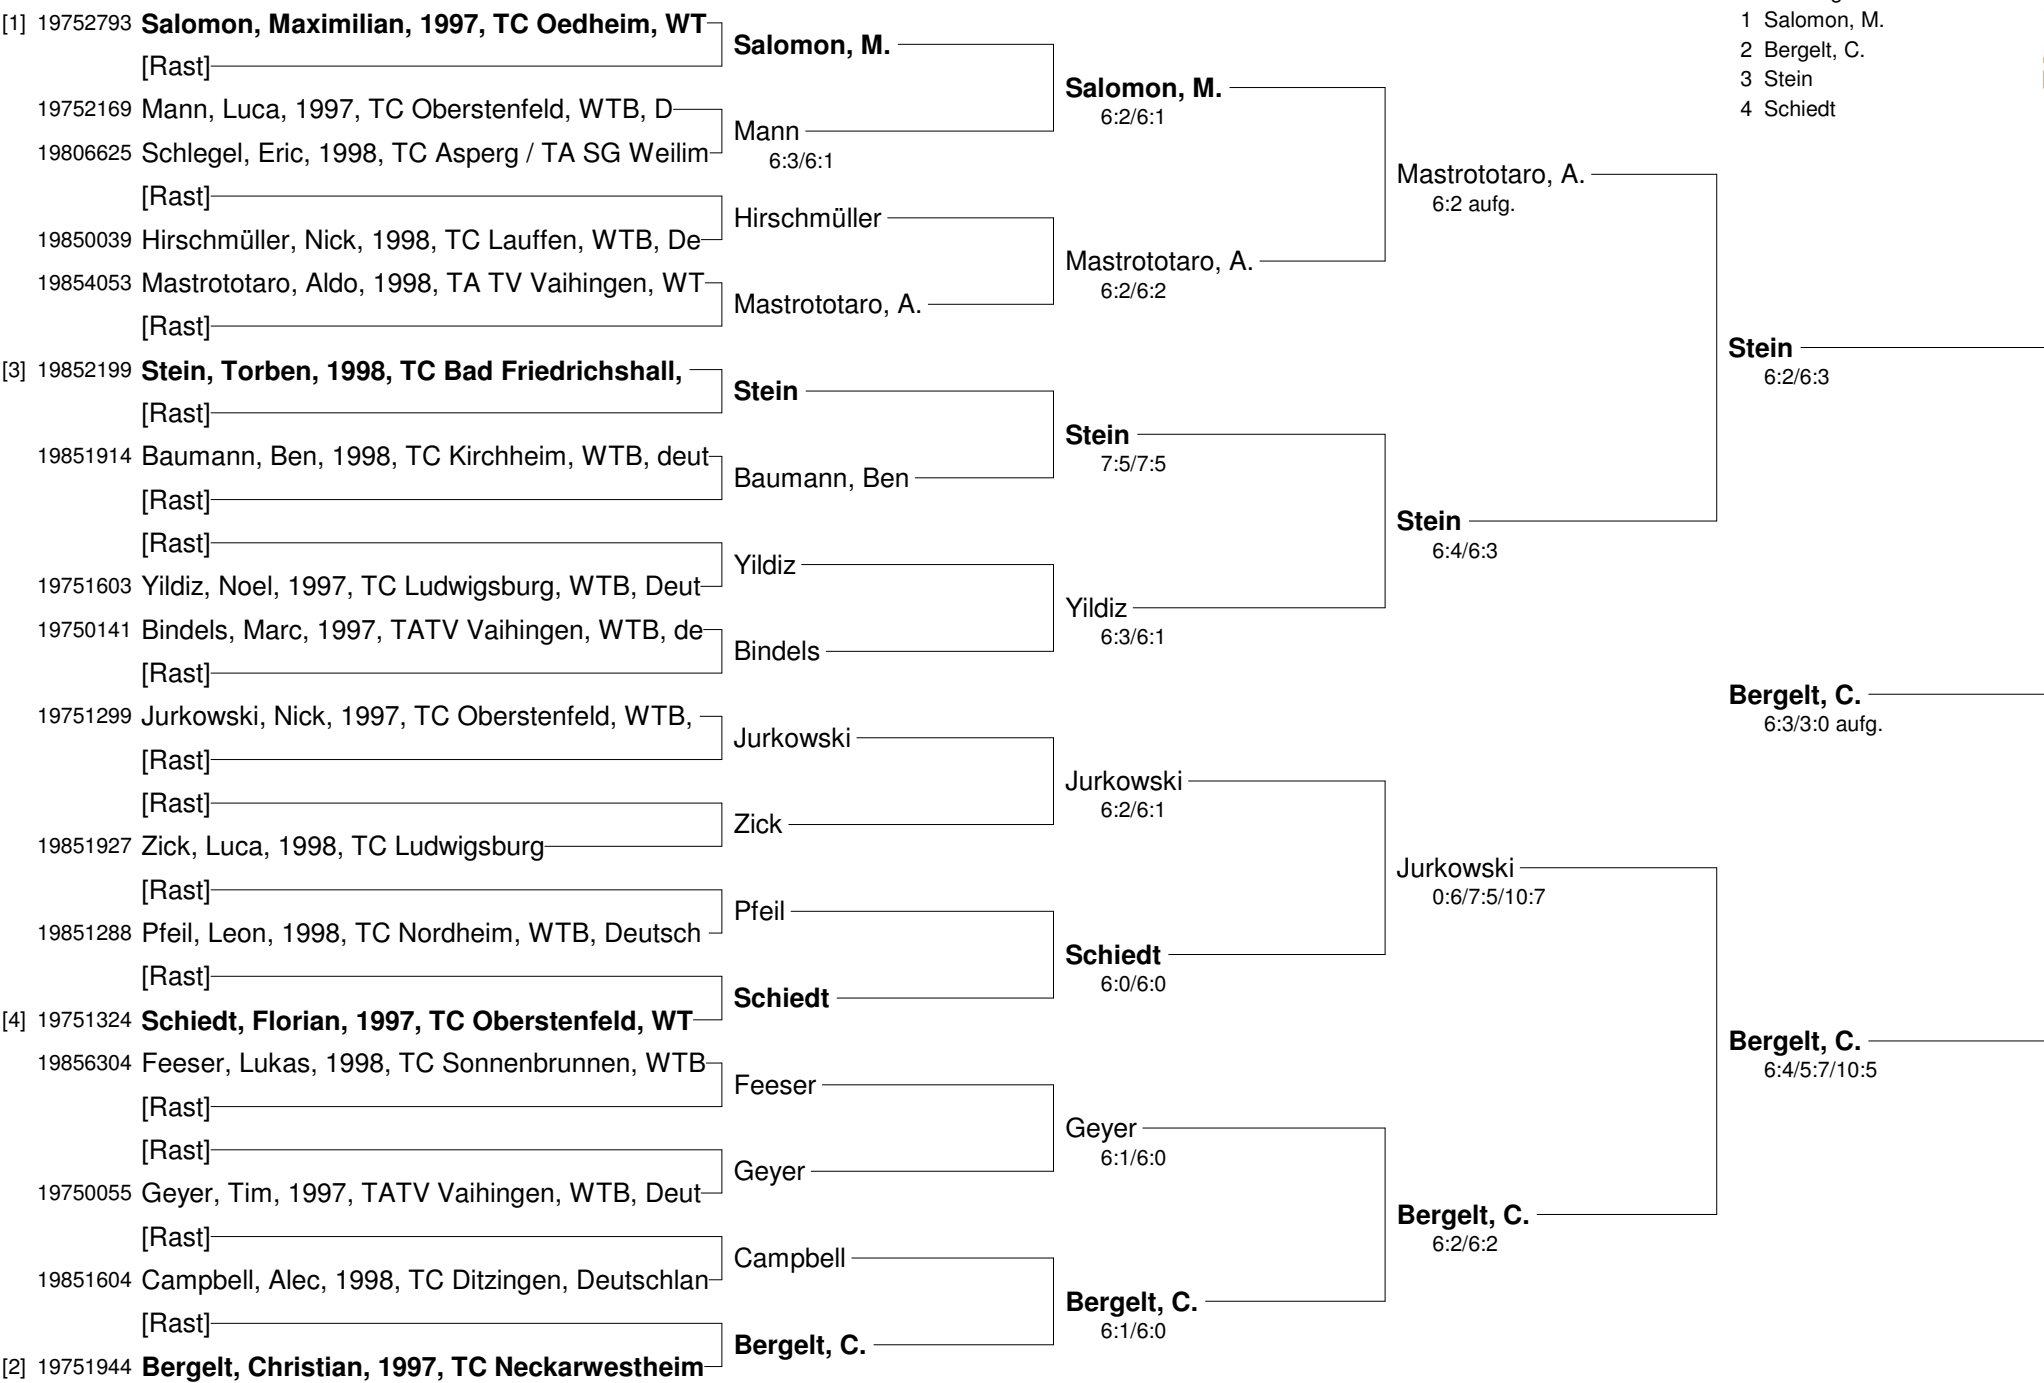 [1] 19752793 Salomon, Maximilian, 1997, TC Oedheim, WT
[Rast]
19752169 Mann, Luca, 1997, TC Oberstenfeld, WTB, D
19806625 Schlegel, Eric, 1998, TC Asperg / TA SG Weilim
[Rast]
19850039 Hirschmüller, Nick, 1998, TC Lauffen, WTB, De
19854053 Mastrototaro, Aldo, 1998, TA TV Vaihingen, WT
[Rast]
[3] 19852199 Stein, Torben, 1998, TC Bad Friedrichshall,
[Rast]
19851914 Baumann, Ben, 1998, TC Kirchheim, WTB, deut
[Rast]
[Rast]
19751603 Yildiz, Noel, 1997, TC Ludwigsburg, WTB, Deut
19750141 Bindels, Marc, 1997, TATV Vaihingen, WTB, de
[Rast]
19751299 Jurkowski, Nick, 1997, TC Oberstenfeld, WTB,
[Rast]
[Rast]
19851927 Zick, Luca, 1998, TC Ludwigsburg
[Rast]
19851288 Pfeil, Leon, 1998, TC Nordheim, WTB, Deutsch
[Rast]
[4] 19751324 Schiedt, Florian, 1997, TC Oberstenfeld, WT
19856304 Feeser, Lukas, 1998, TC Sonnenbrunnen, WTB
[Rast]
[Rast]
19750055 Geyer, Tim, 1997, TATV Vaihingen, WTB, Deut
[Rast]
19851604 Campbell, Alec, 1998, TC Ditzingen, Deutschlan
[Rast]
[2] 19751944 Bergelt, Christian, 1997, TC Neckarwestheim
Salomon, M.
Mann
6:3/6:1
Hirschmüller
Mastrototaro, A.
Stein
Baumann, Ben
Yildiz
Bindels
Jurkowski
Zick
Pfeil
Schiedt
Feeser
Geyer
Campbell
Bergelt, C.
Salomon, M.
6:2/6:1
Mastrototaro, A.
6:2/6:2
Stein
7:5/7:5
Yildiz
6:3/6:1
Jurkowski
6:2/6:1
Schiedt
6:0/6:0
Geyer
6:1/6:0
Bergelt, C.
6:1/6:0
Mastrototaro, A.
6:2 aufg.
Stein
6:4/6:3
Jurkowski
0:6/7:5/10:7
Bergelt, C.
6:2/6:2
1 Salomon, M.
2 Bergelt, C.
3 Stein
4 Schiedt
Stein
6:2/6:3
Bergelt, C.
6:3/3:0 aufg.
Bergelt, C.
6:4/5:7/10:5